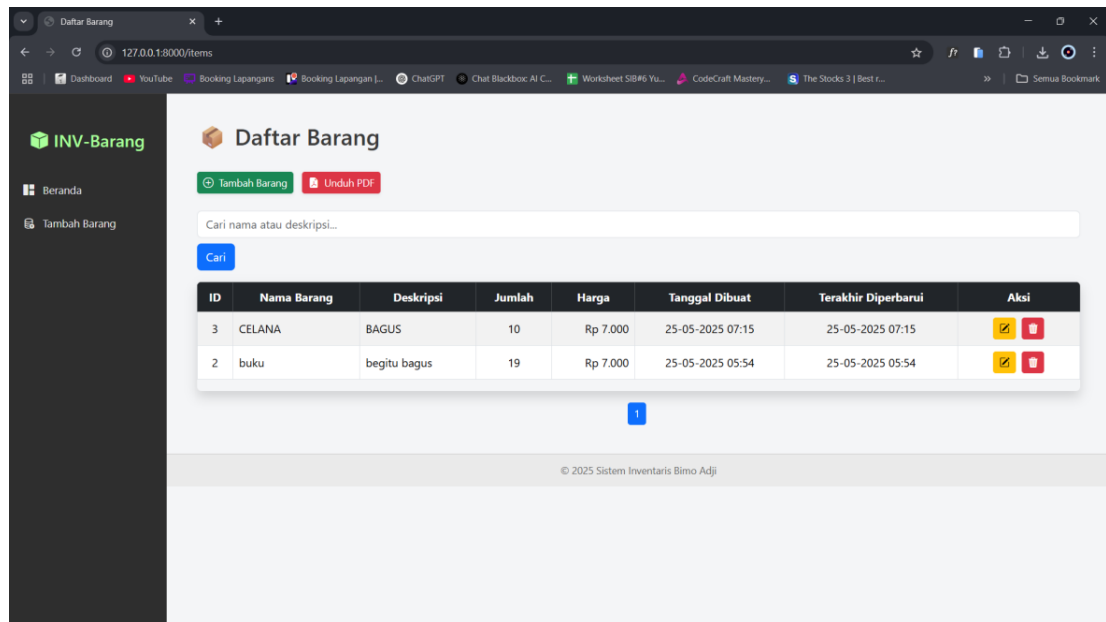 Daftar Barang
127.0.0.1:8000/items
Dashboard YouTube Booking Lapangans Booking Lapangan |... ChatGPT Chat Blackbox: AI C... Worksheet SIB#6 Yu... CodeCraft Mastery... The Stocks 3 | Best r... » Semua Bookmark
INV-Barang
Beranda
Tambah Barang
Daftar Barang
Tambah Barang Unduh PDF
Cari nama atau deskripsi...
Cari
ID Nama Barang Deskripsi Jumlah Harga Tanggal Dibuat Terakhir Diperbarui Aksi
3 CELANA BAGUS 10 Rp 7.000 25-05-2025 07:15 25-05-2025 07:15
2 buku begitu bagus 19 Rp 7.000 25-05-2025 05:54 25-05-2025 05:54
1
© 2025 Sistem Inventaris Bimo Adji